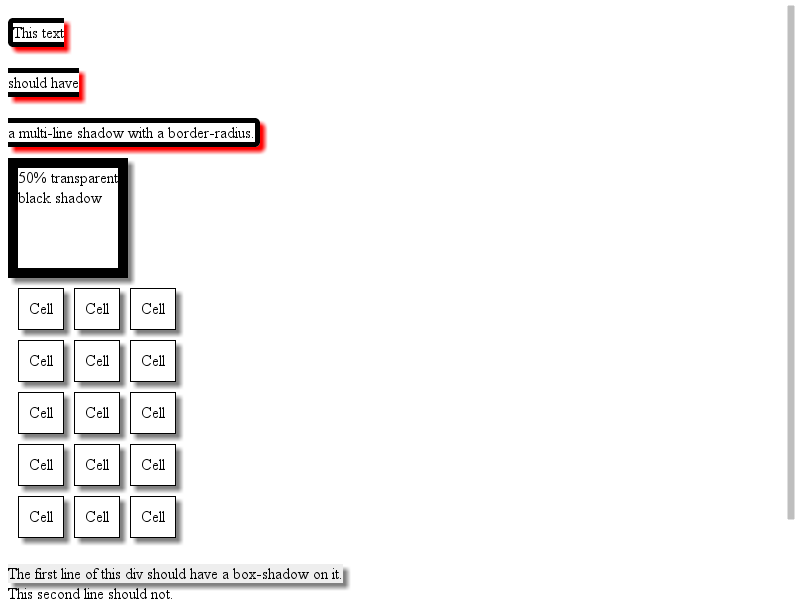 This text
should have
a multi-line shadow with a border-radius.
50% transparent
black shadow
Cell Cell Cell
Cell Cell Cell
Cell Cell Cell
Cell Cell Cell
Cell Cell Cell
The first line of this div should have a box-shadow on it.
This second line should not.